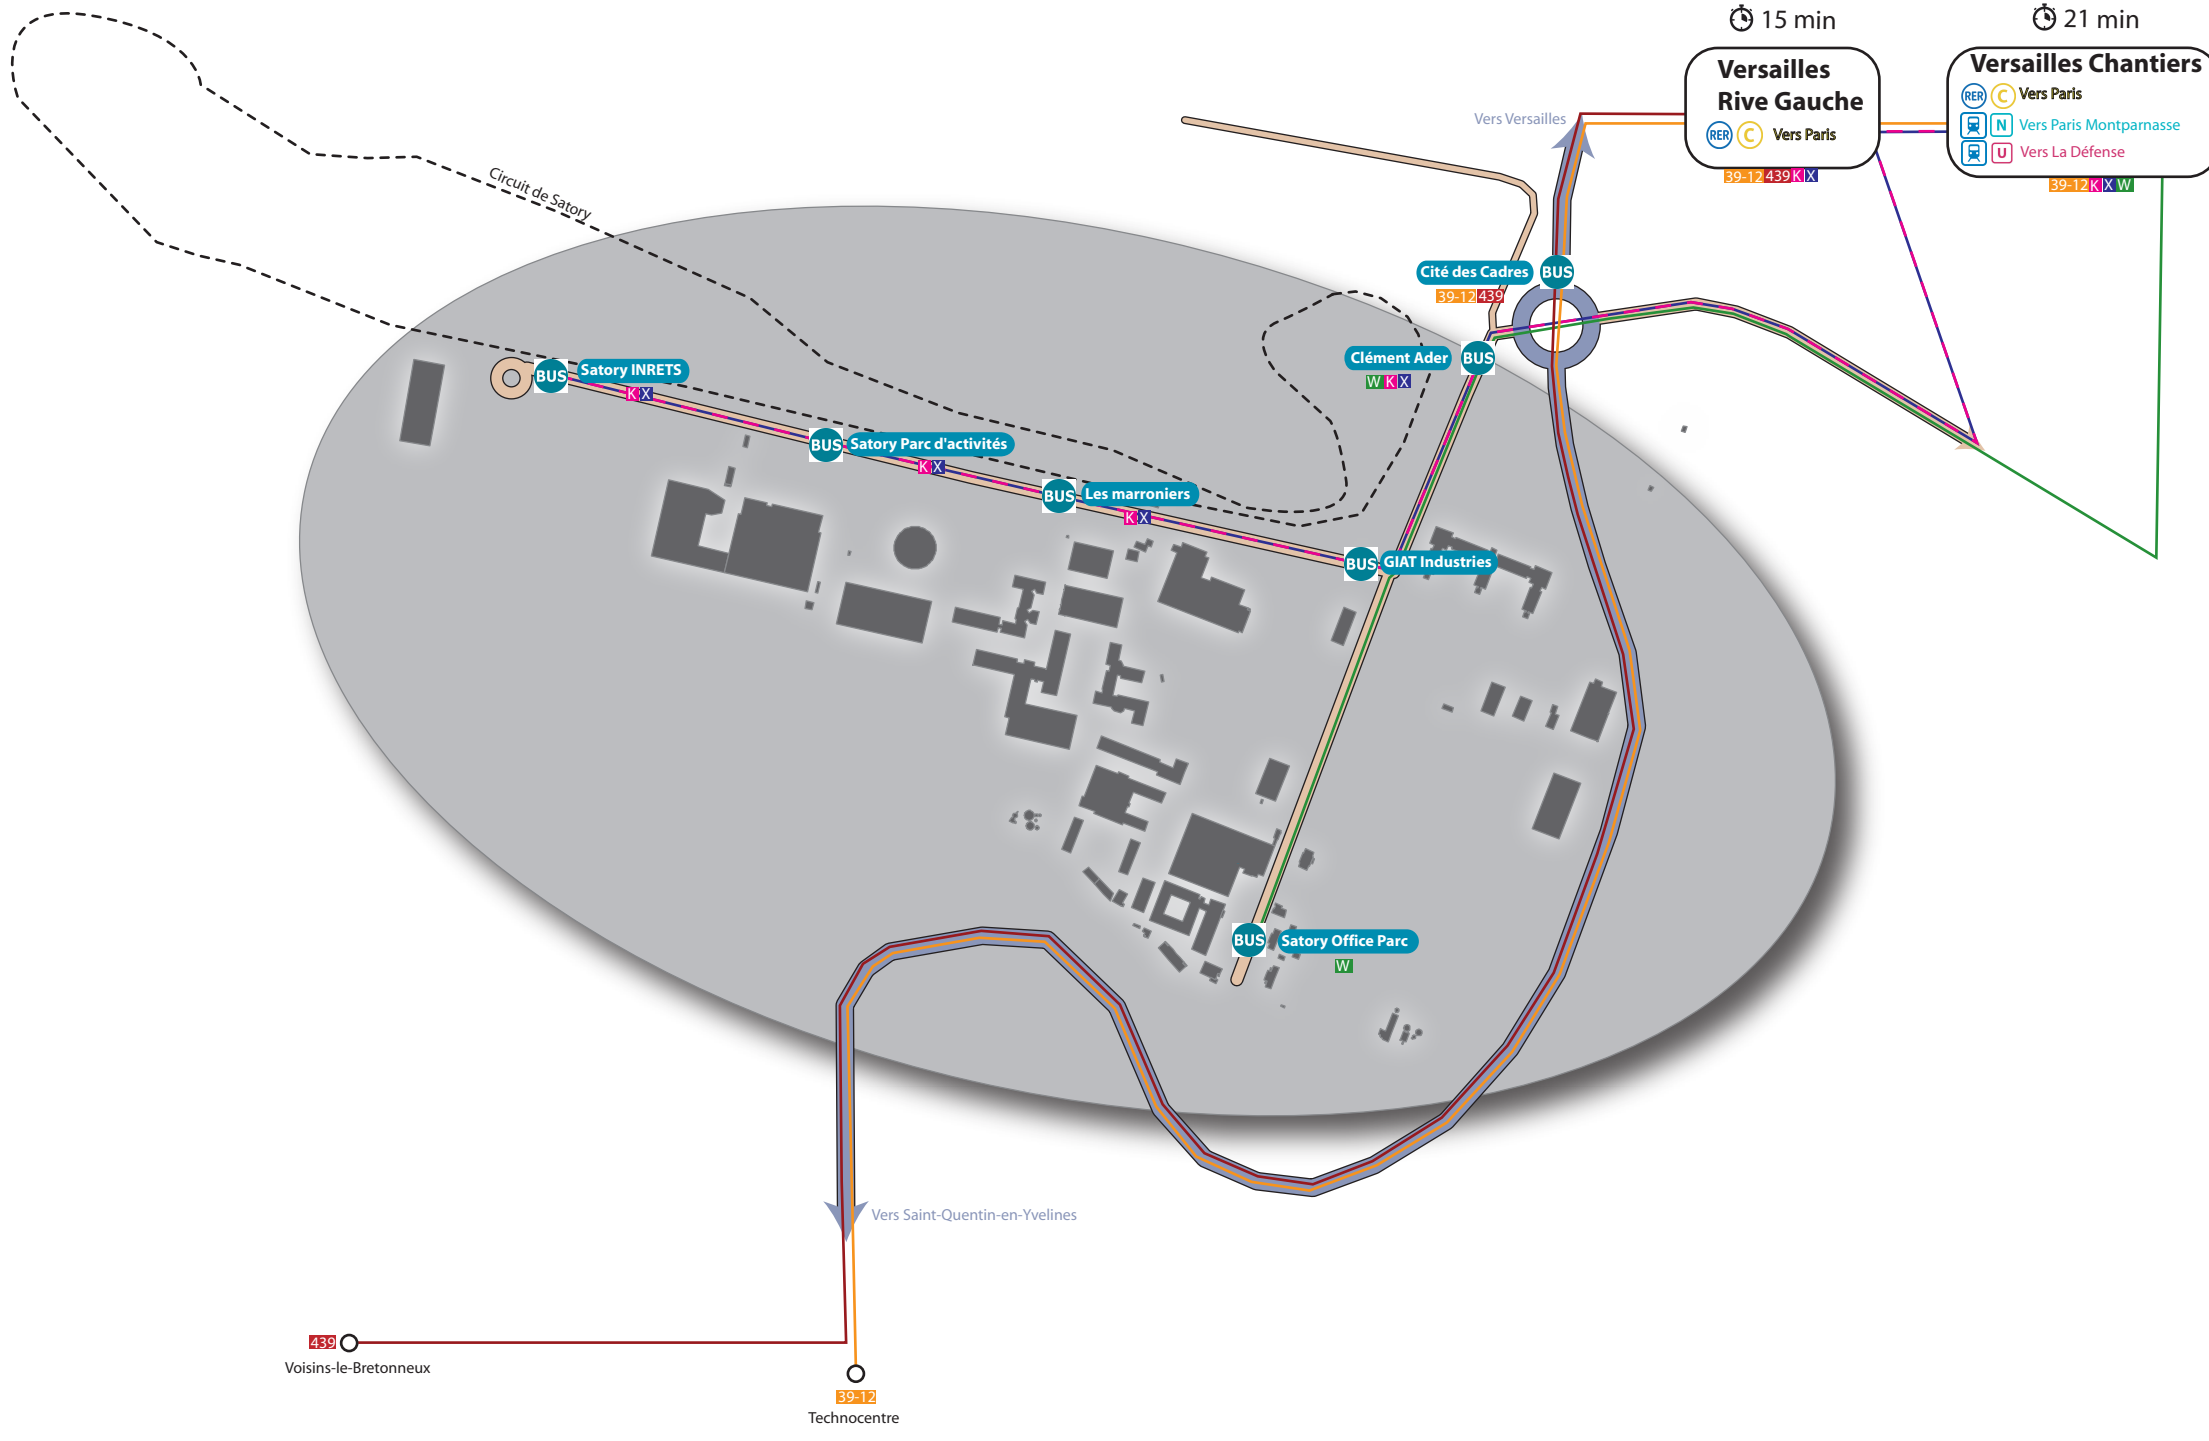 15 min
21 min
Versailles
Rive Gauche
RER C Vers Paris
39-12 439 K X
Versailles Chantiers
RER C Vers Paris
N Vers Paris Montparnasse
U Vers La Défense
39-12 K X W
Vers Versailles
Circuit de Satory
Cité des Cadres BUS
39-12 439
Clément Ader BUS
W K X
BUS Satory INRETS
K X
BUS Satory Parc d'activités
K X
BUS Les marroniers
K X
BUS GIAT Industries
BUS Satory Office Parc
W
Vers Saint-Quentin-en-Yvelines
439
Voisins-le-Bretonneux
39-12
Technocentre